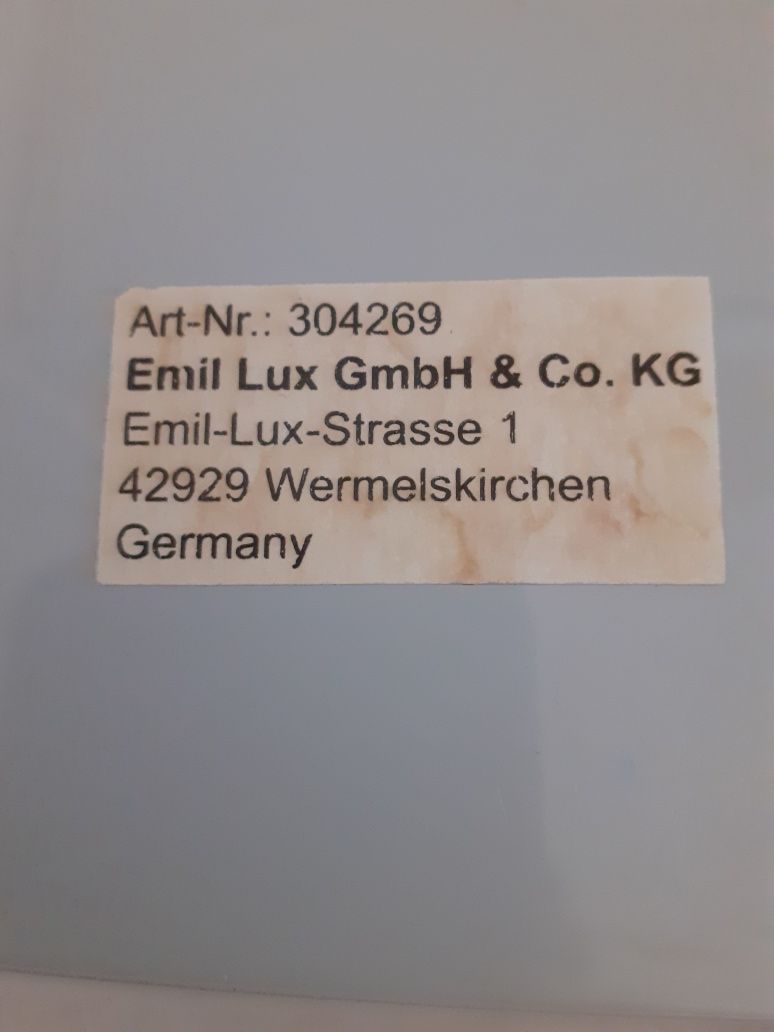 Art-Nr.: 304269
Emil Lux GmbH & Co. KG
Emil-Lux-Strasse 1
42929 Wermelskirchen
Germany